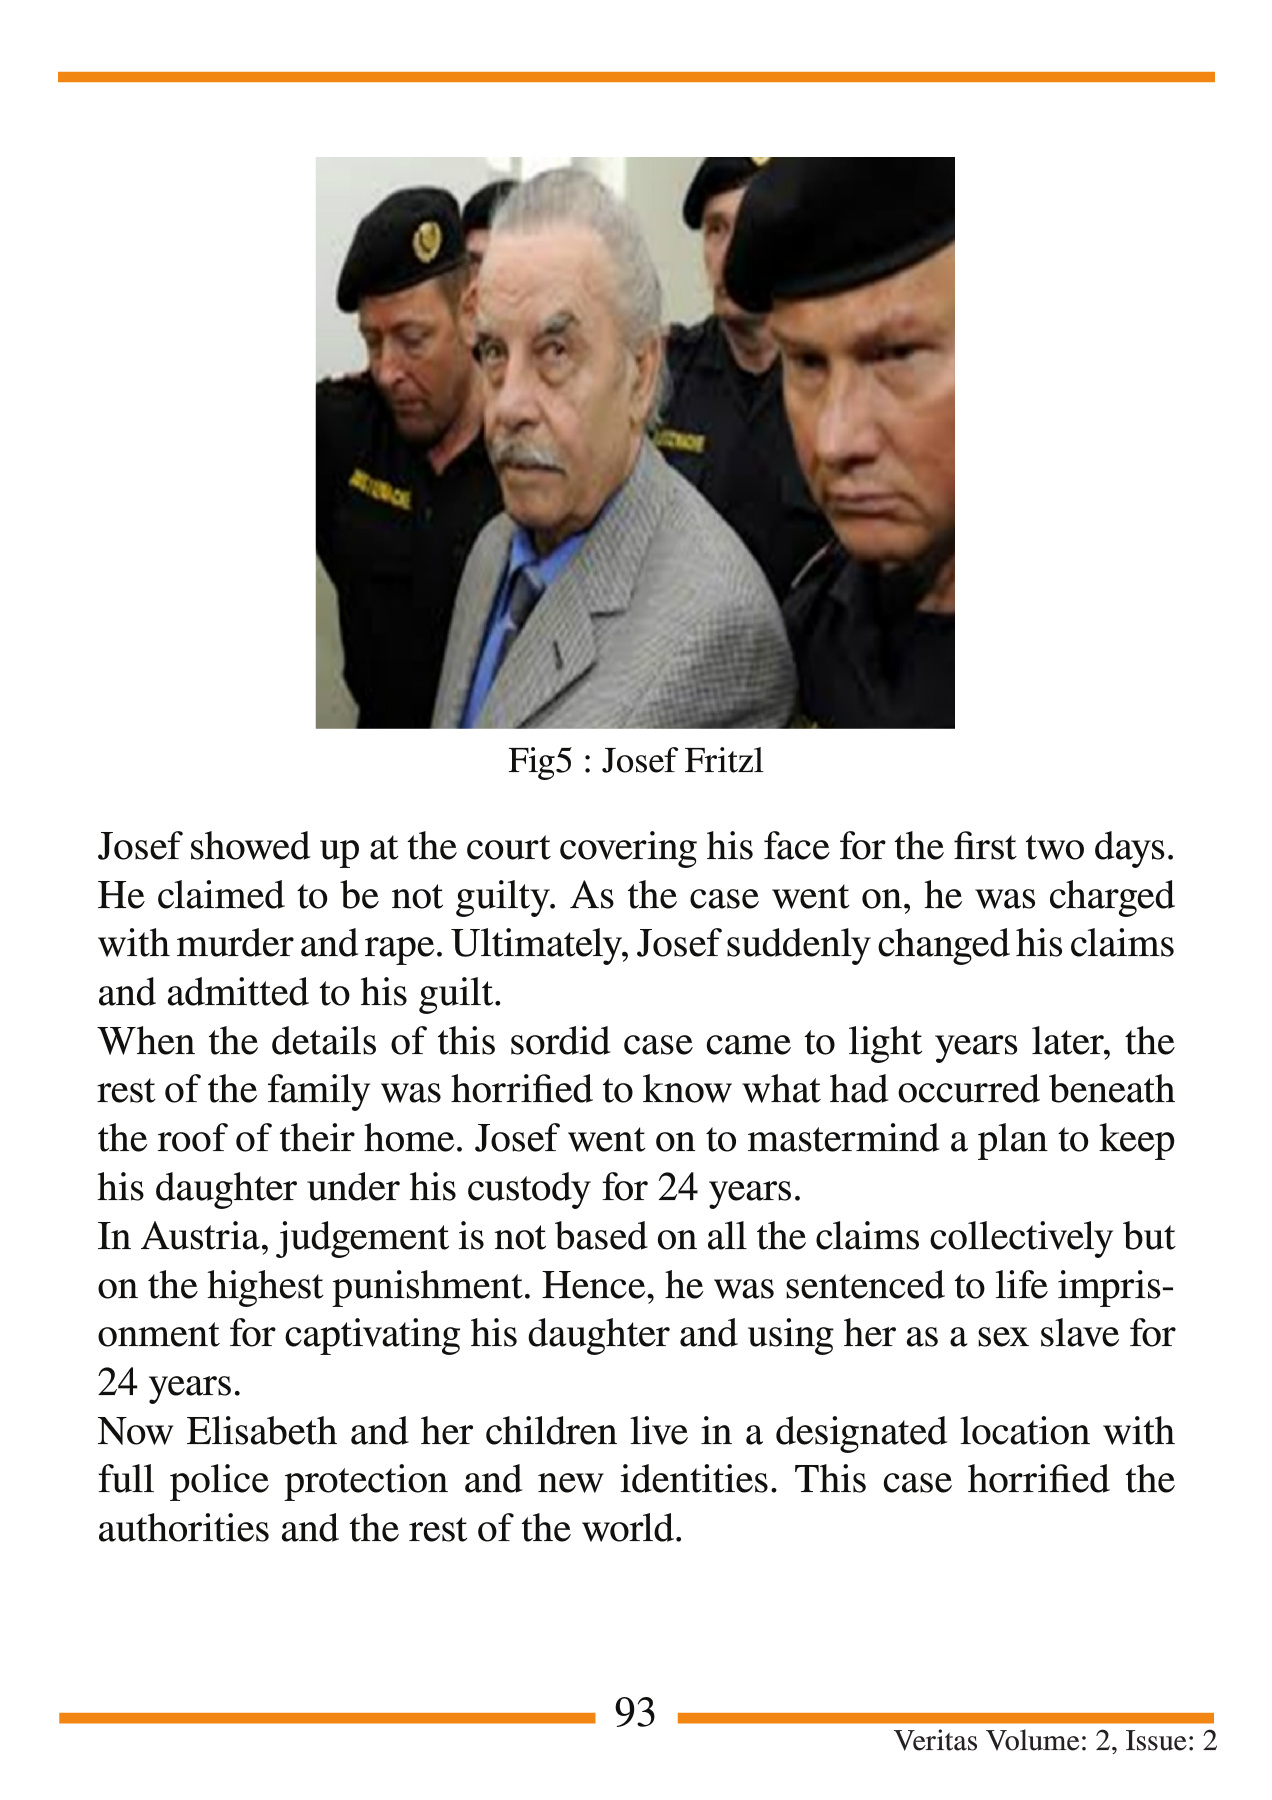 Fig5 : Josef Fritzl
Josef showed up at the court covering his face for the first two days.
He claimed to be not guilty. As the case went on, he was charged
with murder and rape. Ultimately, Josef suddenly changed his claims
and admitted to his guilt.
When the details of this sordid case came to light years later, the
rest of the family was horrified to know what had occurred beneath
the roof of their home. Josef went on to mastermind a plan to keep
his daughter under his custody for 24 years.
In Austria, judgement is not based on all the claims collectively but
on the highest punishment. Hence, he was sentenced to life impris-
onment for captivating his daughter and using her as a sex slave for
24 years.
Now Elisabeth and her children live in a designated location with
full police protection and new identities. This case horrified the
authorities and the rest of the world.
93
Veritas Volume: 2, Issue: 2